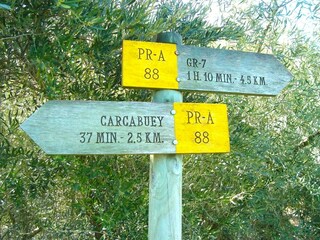 PR-A
88
GR-7
1 H. 10 MIN.- 4,5 KM.
CARCABUEY
37 MIN.- 2,5 KM.
PR-A
88